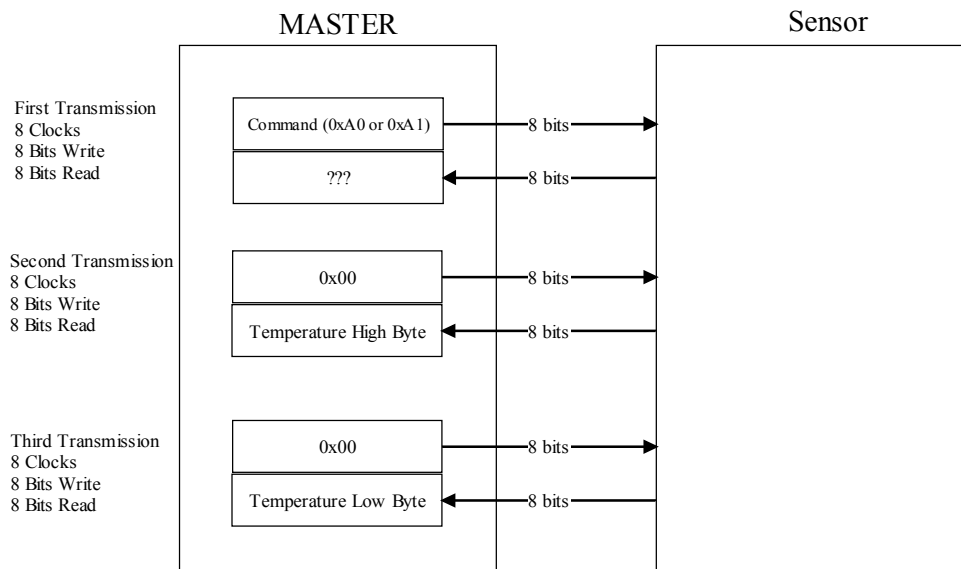 MASTER
Sensor
First Transmission
8 Clocks
8 Bits Write
8 Bits Read
Command (0xA0 or 0xA1)
8 bits
???
8 bits
Second Transmission
8 Clocks
8 Bits Write
8 Bits Read
0x00
8 bits
Temperature High Byte
8 bits
Third Transmission
8 Clocks
8 Bits Write
8 Bits Read
0x00
8 bits
Temperature Low Byte
8 bits